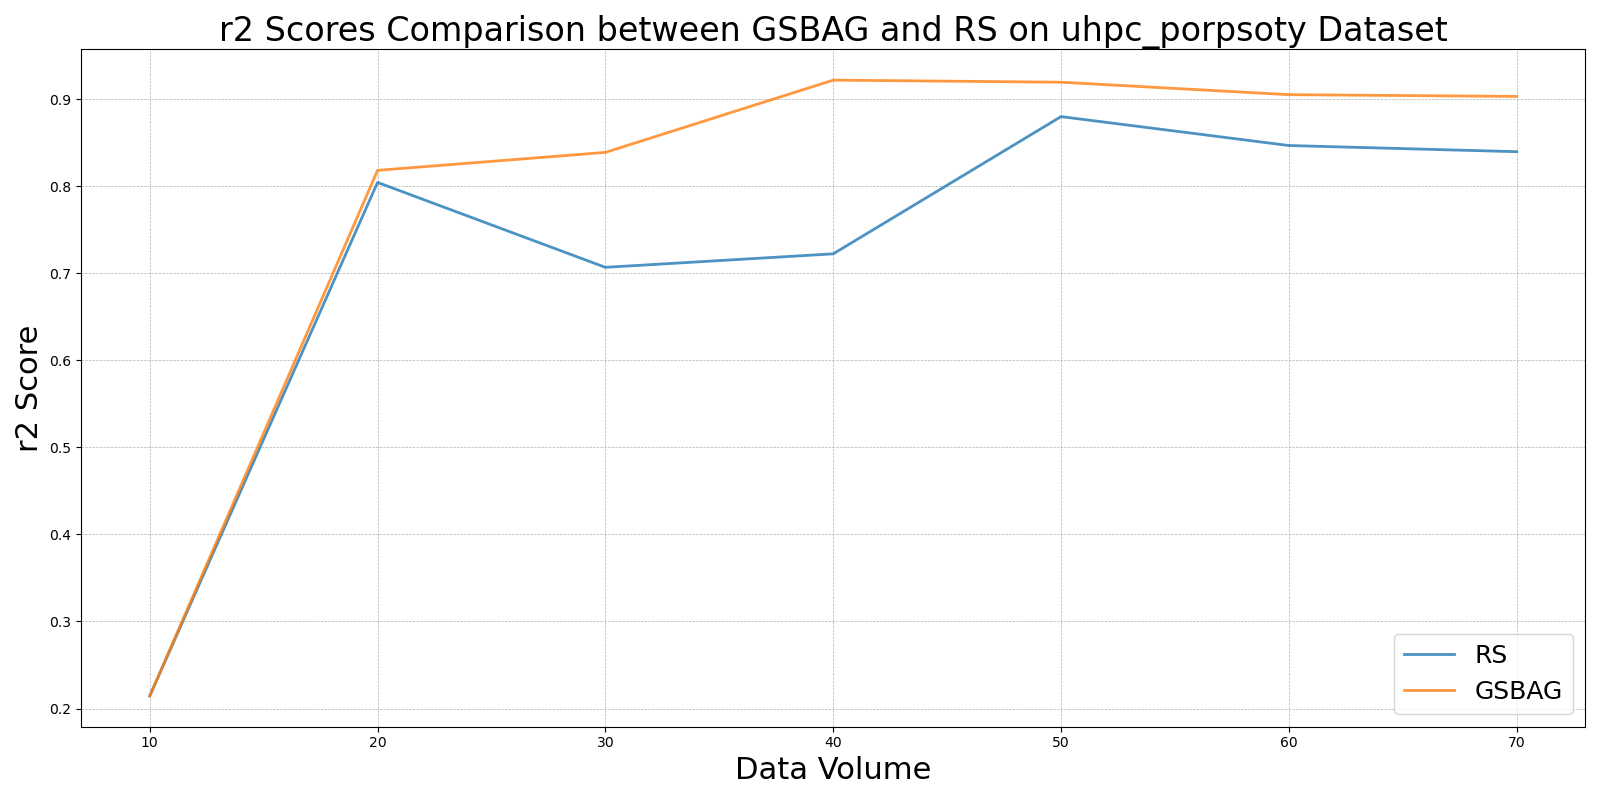 r2 Scores Comparison between GSBAG and RS on uhpc_porpsoty Dataset
r2 Score
0.9
0.8
0.7
0.6
0.5
0.4
0.3
0.2
RS
GSBAG
10 20 30 40 50 60 70
Data Volume